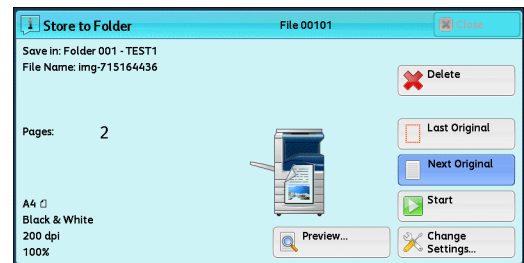 Store to Folder
File 00101
Close
Save in: Folder 001 - TEST1
File Name: img-715164436
Delete
Pages: 2
Last Original
Next Original
A4
Start
Black & White
200 dpi
100%
Preview...
Change
Settings...